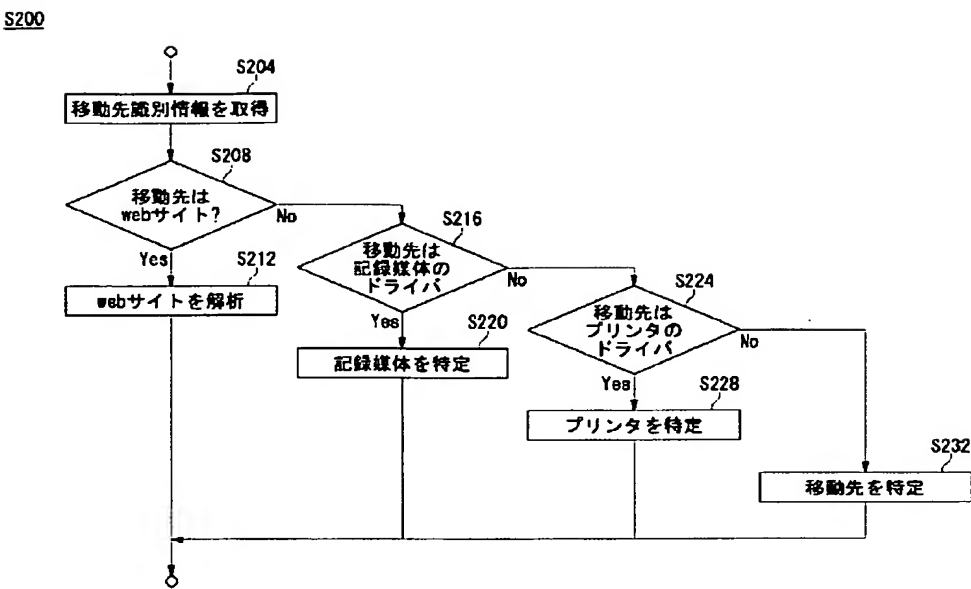 S200
S204
移動先識別情報を取得
S208
移動先は
webサイト?
No
Yes
S212
webサイトを解析
S216
移動先は
記録媒体の
ドライバ
No
Yes
S220
記録媒体を特定
S224
移動先は
プリンタの
ドライバ
No
Yes
S228
プリンタを特定
S232
移動先を特定